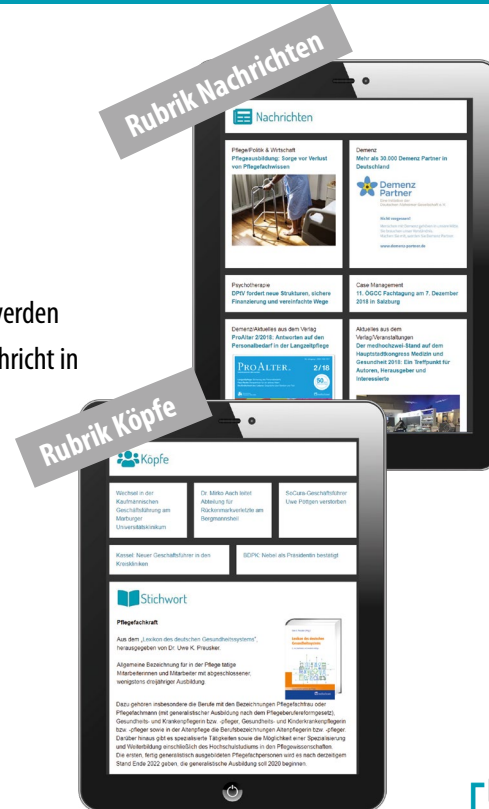 Rubrik Nachrichten
Nachrichten
Pflege/Politik & Wirtschaft
Pflegeausbildung: Sorge vor Verlust
von Pflegefachwissen
Demenz
Mehr als 30.000 Demenz Partner in
Deutschland
Demenz
Partner
www.demenz-partner.de
Psychotherapie
DPtV fordert neue Strukturen, sichere
Finanzierung und vereinfachte Wege
Case Management
11. ÖGCC Fachtagung am 7. Dezember
2018 in Salzburg
Demenz/Aktuelles aus dem Verlag
ProAlter 2/2018: Antworten auf den
Personalbedarf in der Langzeitpflege
PROALTER
2/18
Aktuelles aus dem
Verlag/Veranstaltungen
Der medhochzwei-Stand auf dem
Hauptstadtkongress Medizin und
Gesundheit 2018: Ein Treffpunkt für
Autoren, Herausgeber und
Interessierte
verden
hricht in
Rubrik Köpfe
Köpfe
Wechsel in der
Kaufmännischen
Geschäftsführung am
Marburger
Universitätsklinikum
Dr. Mirko Aach leitet
Abteilung für
Rückenmarkverletzte am
Bergmannsheil
SoCura-Geschäftsführer
Uwe Pottgen verstorben
Kassel: Neuer Geschäftsführer in den
Kreiskliniken
BDPK: Nebel als Präsidentin bestätigt
Stichwort
Pflegefachkraft
Aus dem „Lexikon des deutschen Gesundheitssystems“,
herausgegeben von Dr. Uwe K. Preusker.
Allgemeine Bezeichnung für in der Pflege tätige
Mitarbeiterinnen und Mitarbeiter mit abgeschlossener,
wenigstens dreijähriger Ausbildung.
Dazu gehören insbesondere die Berufe mit den Bezeichnungen Pflegefachfrau oder
Pflegefachmann (mit generalistischer Ausbildung nach dem Pflegeberufereformgesetz),
Gesundheits- und Krankenpflegerin bzw. -pfleger, Gesundheits- und Kinderkrankenpflegerin
bzw. -pfleger sowie in der Altenpflege die Berufsbezeichnungen Altenpflegerin bzw. -pfleger.
Darüber hinaus gibt es spezialisierte Tätigkeiten sowie die Möglichkeit einer Spezialisierung
und Weiterbildung einschließlich des Hochschulstudiums in den Pflegewissenschaften.
Die ersten, fertig generalistisch ausgebildeten Pflegefachpersonen wird es nach derzeitigem
Stand Ende 2022 geben, die generalistische Ausbildung soll 2020 beginnen.